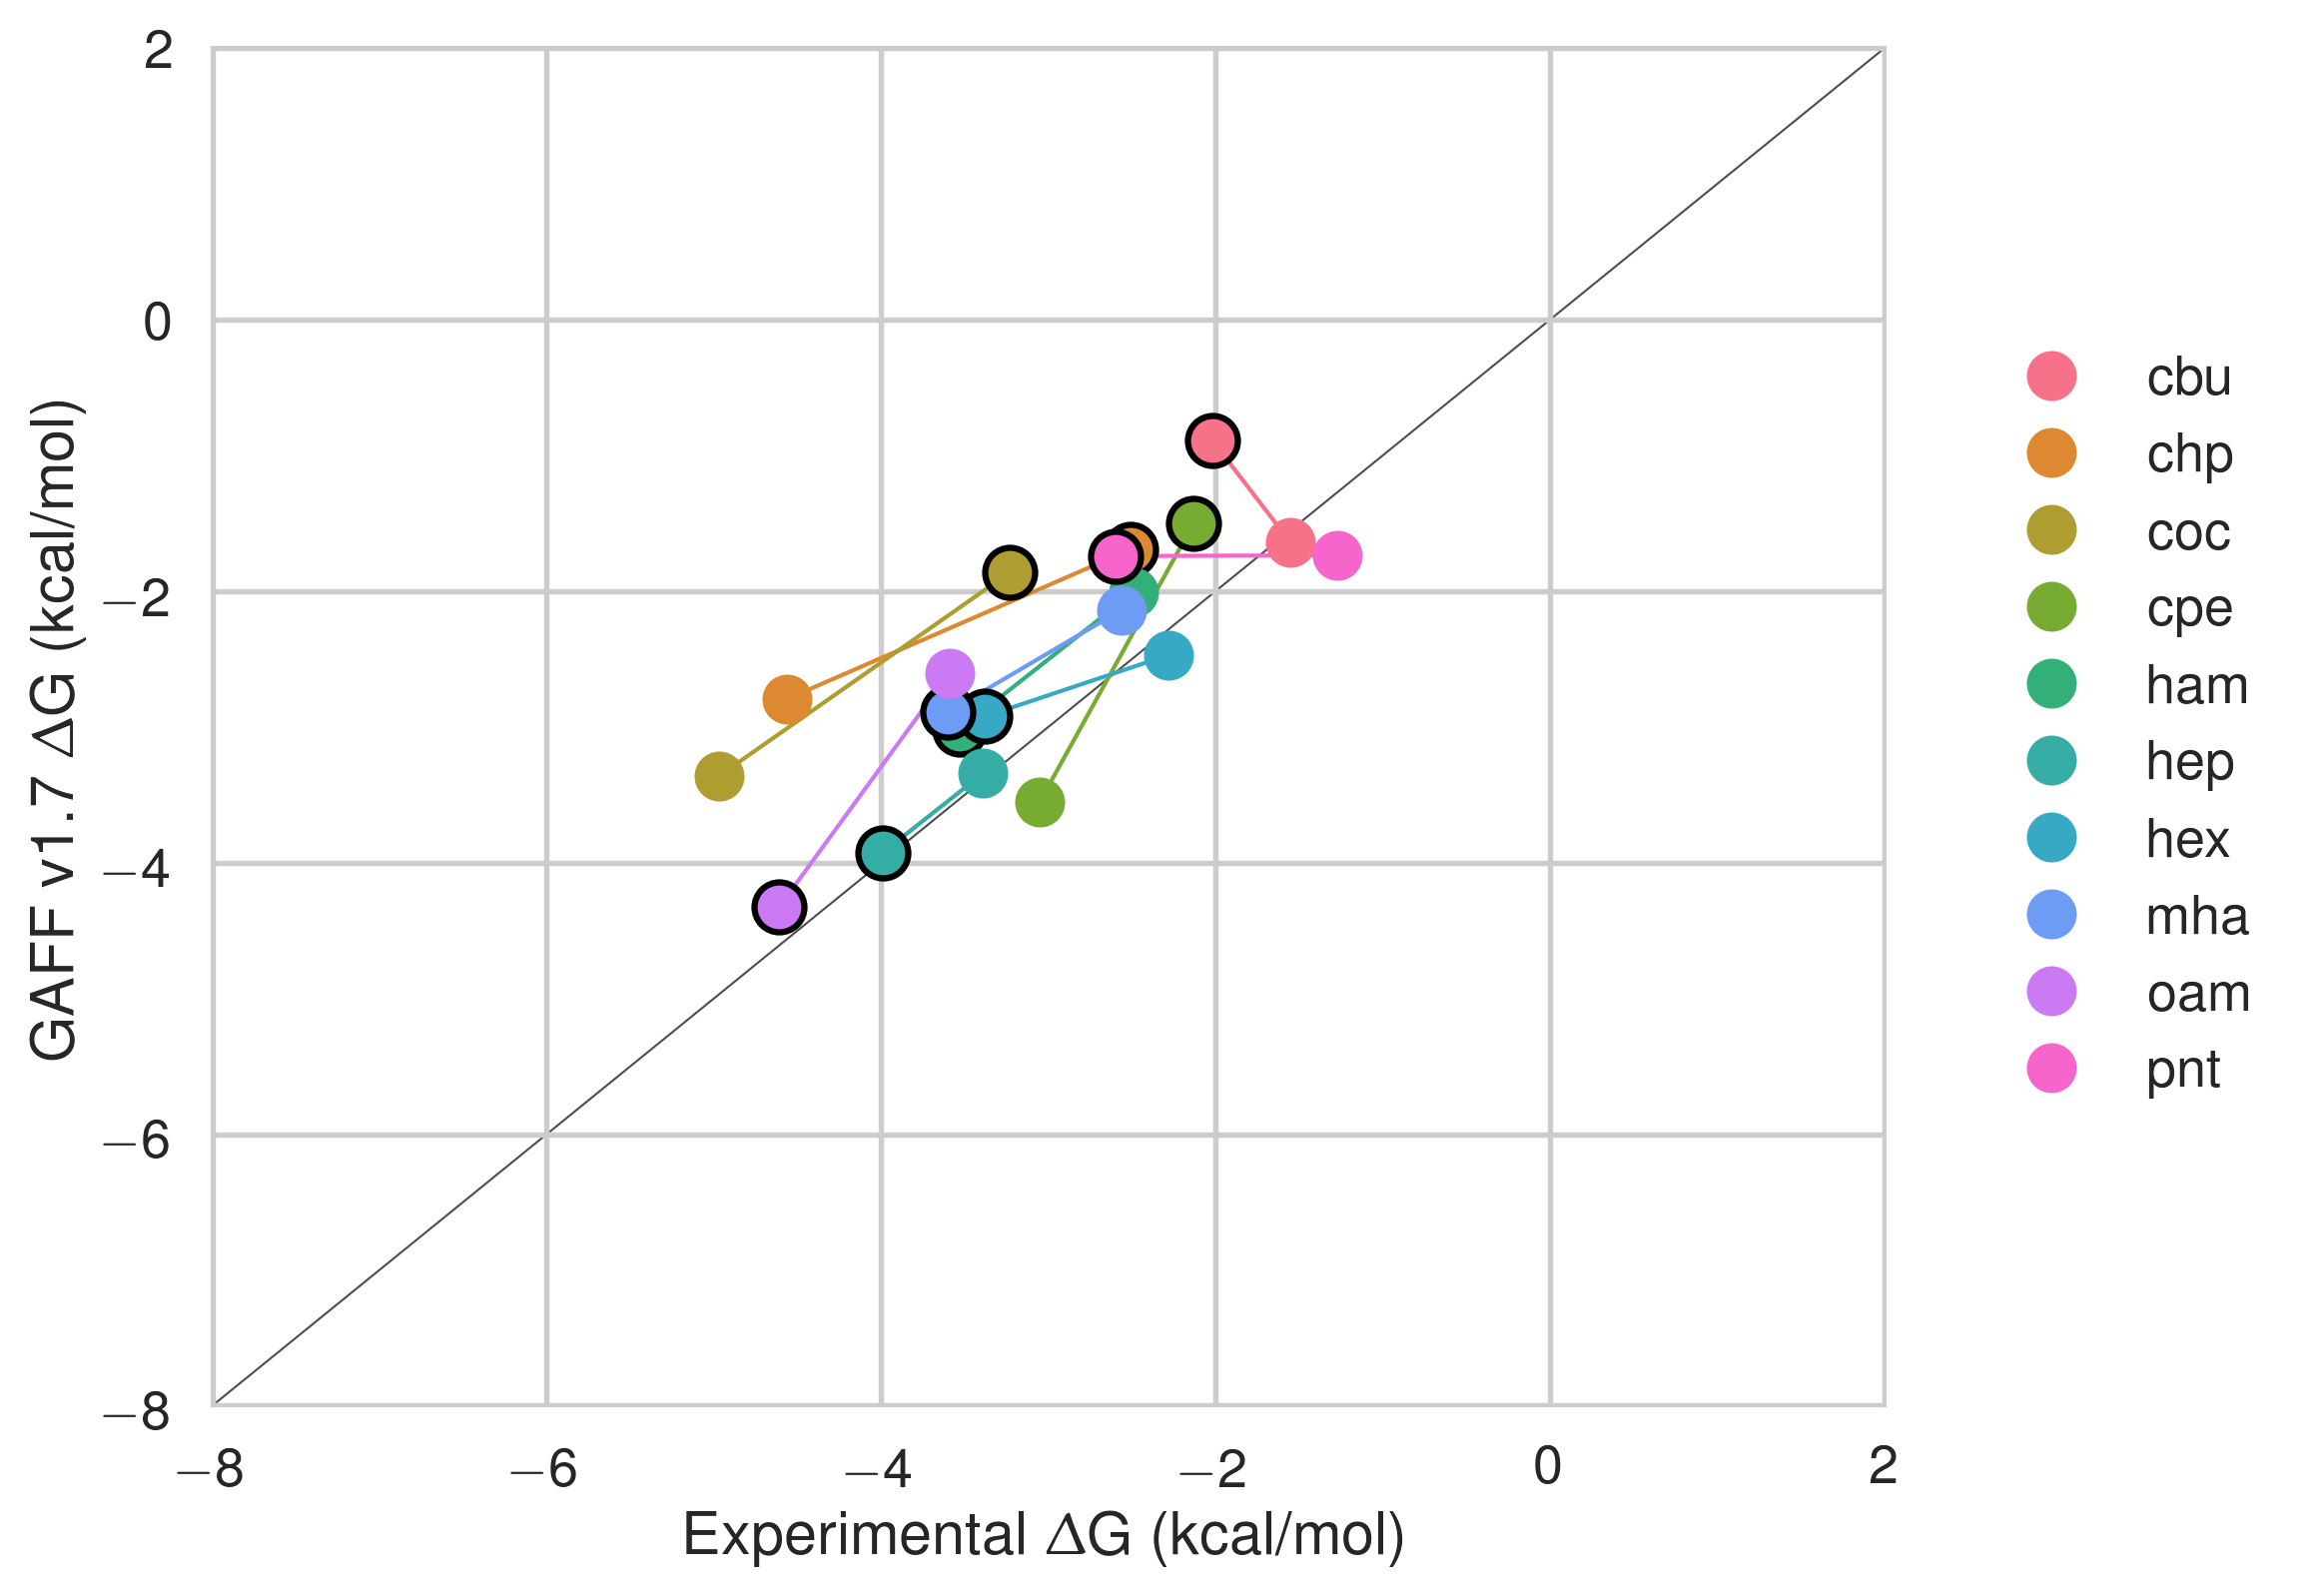 2
0
−2
−4
−6
−8
GAFF v1.7 ΔG (kcal/mol)
−8 −6 −4 −2 0 2
Experimental ΔG (kcal/mol)
cbu
chp
coc
cpe
ham
hep
hex
mha
oam
pnt